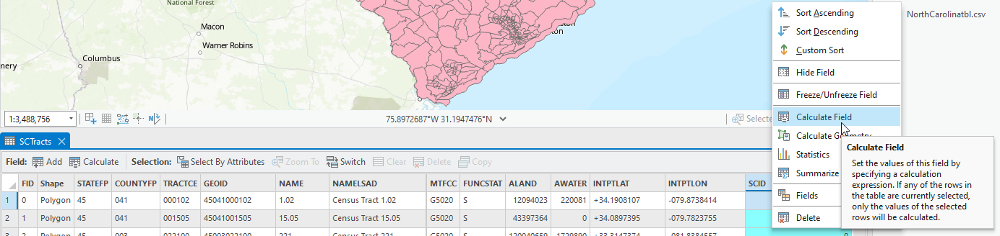 National Forest
Macon
Warner Robins
Columbus
nery
ton
Sort Ascending
Sort Descending
Custom Sort
Hide Field
Freeze/Unfreeze Field
Calculate Field
Calculate Geometry
Statistics
Summarize
Fields
Delete
NorthCarolinatbl.csv
Calculate Field
Set the values of this field by
specifying a calculation
expression. If any of the rows in
the table are currently selected,
only the values of the selected
rows will be calculated.
1:3,488,756
75.8972687°W 31.1947476°N
Selecte
SCTracts
Field: Add Calculate Selection: Select By Attributes Zoom To Switch Clear Delete Copy
FID Shape STATEFP COUNTYFP TRACTCE GEOID NAME NAMELSAD MTFCC FUNCSTAT ALAND AWATER INTPTLAT INTPTLON SCID
1 0 Polygon 45 041 000102 45041000102 1.02 Census Tract 1.02 G5020 S 12094023 220081 +34.1908107 -079.8738414
2 1 Polygon 45 041 001505 45041001505 15.05 Census Tract 15.05 G5020 S 43397364 0 +34.0897395 -079.7823755
3 2 Polygon 45 003 022100 45003022100 221 Census Tract 221 G5020 S 120040659 1729890 +33.3147374 -081.8384557 0